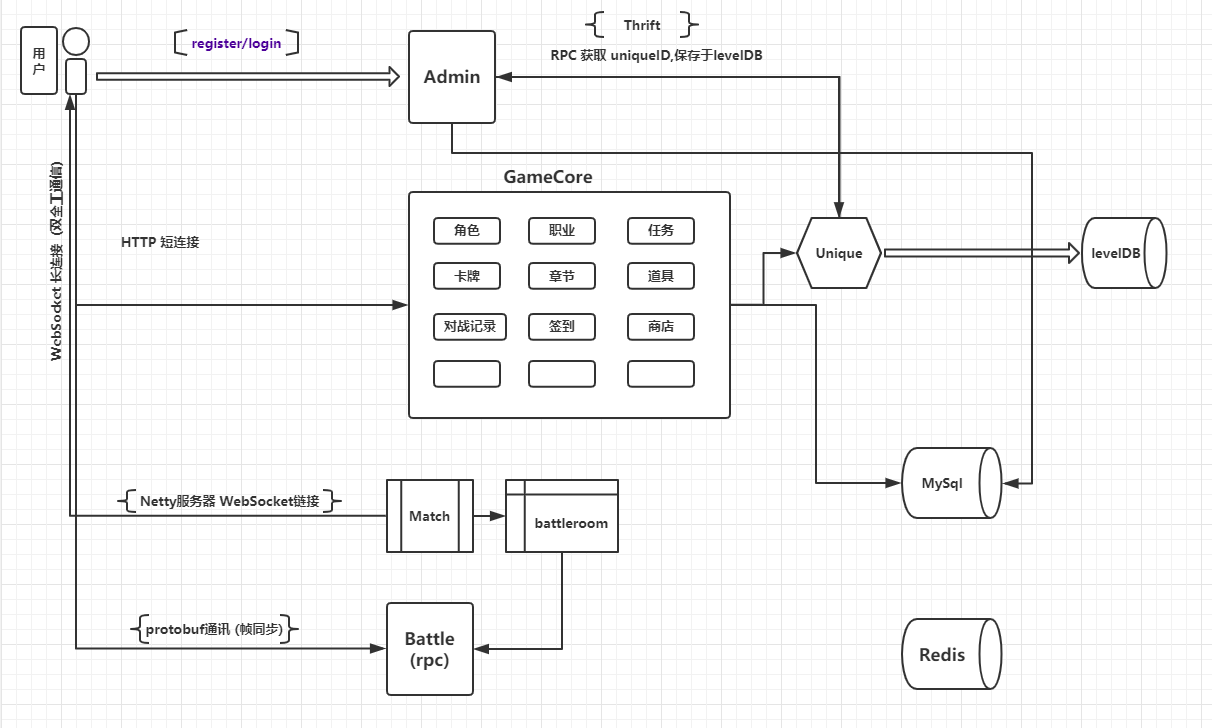 用
户
register/login
Admin
Thrift
RPC 获取 uniqueID,保存于levelDB
WebSocket 长连接 (双全工通信)
HTTP 短连接
GameCore
角色
职业
任务
卡牌
章节
道具
对战记录
签到
商店
Unique
levelDB
MySql
Netty服务器 WebSocket链接
Match
battleroom
protobuf通讯 (帧同步)
Battle
(rpc)
Redis